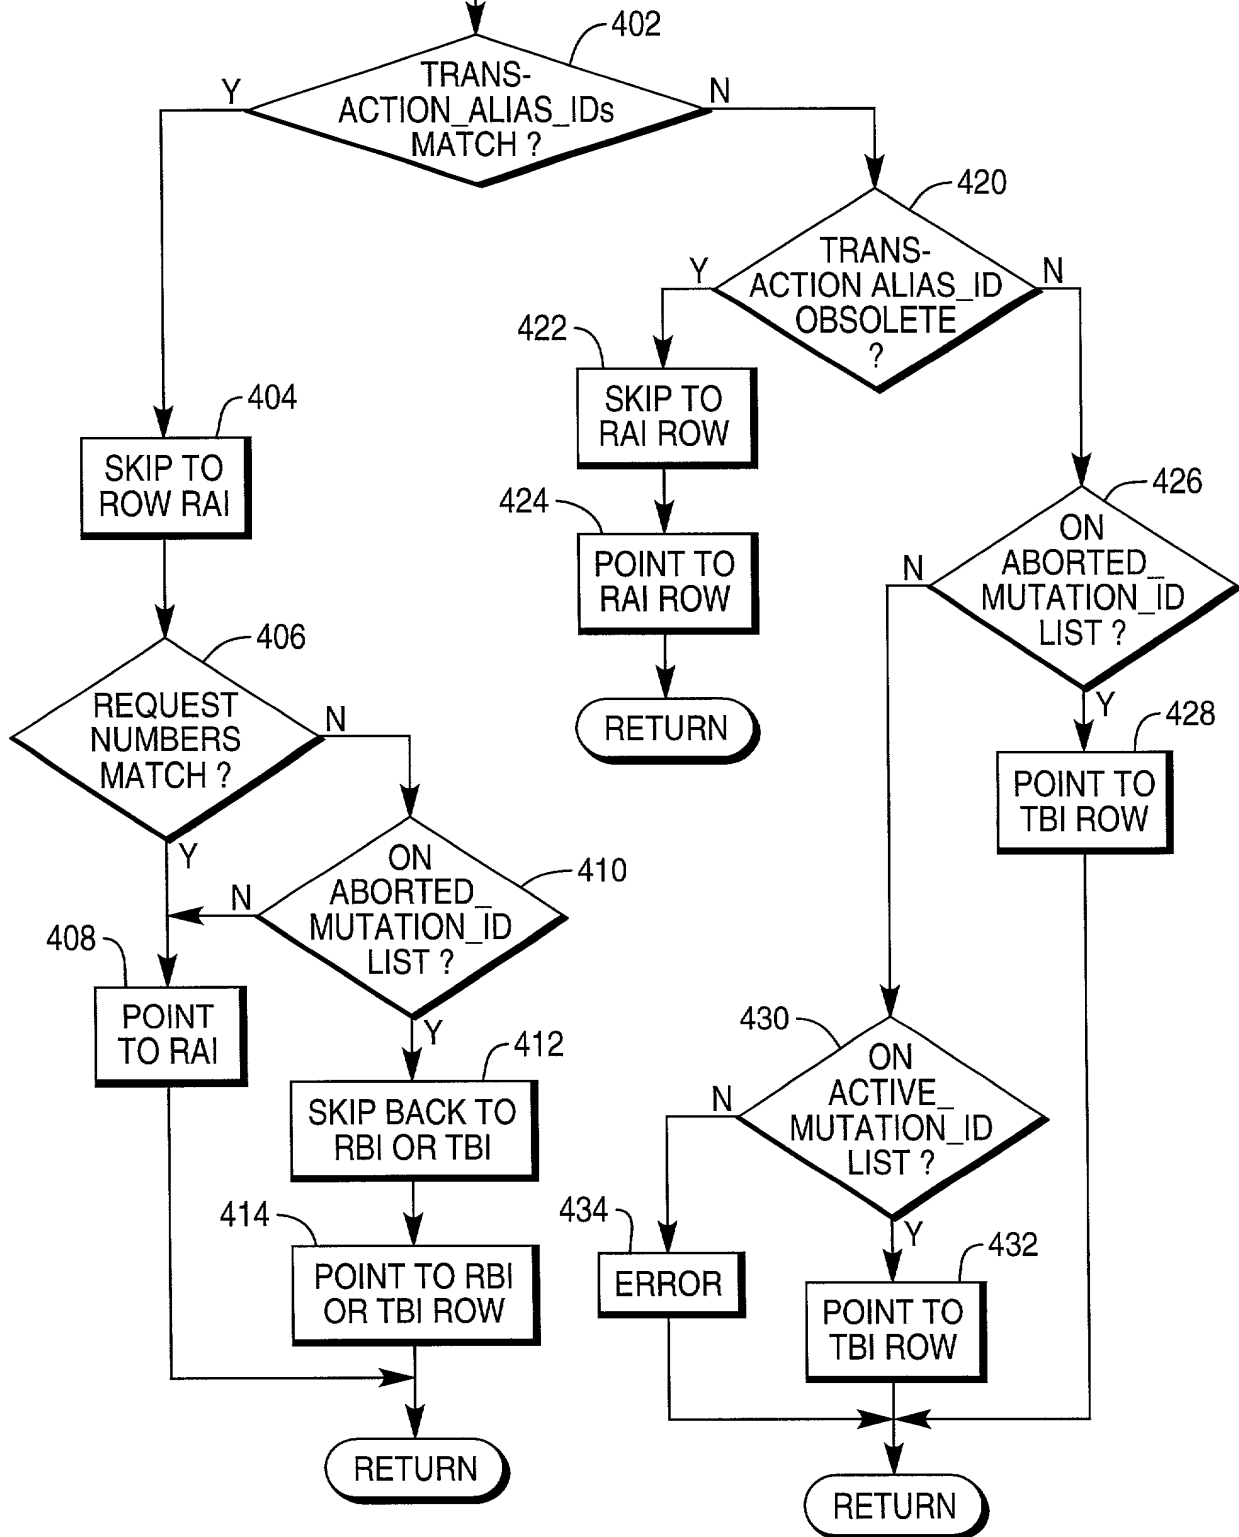 402
TRANS-
ACTION_ALIAS_IDs
MATCH ?
Y
N
420
TRANS-
ACTION ALIAS_ID
OBSOLETE
?
Y
N
422
SKIP TO
RAI ROW
404
SKIP TO
ROW RAI
424
POINT TO
RAI ROW
426
ON
ABORTED_
MUTATION_ID
LIST ?
N
Y
406
REQUEST
NUMBERS
MATCH ?
N
Y
RETURN
428
POINT TO
TBI ROW
410
ON
ABORTED_
MUTATION_ID
LIST ?
N
Y
408
POINT
TO RAI
412
SKIP BACK TO
RBI OR TBI
430
ON
ACTIVE_
MUTATION_ID
LIST ?
N
Y
414
POINT TO RBI
OR TBI ROW
434
ERROR
432
POINT TO
TBI ROW
RETURN
RETURN